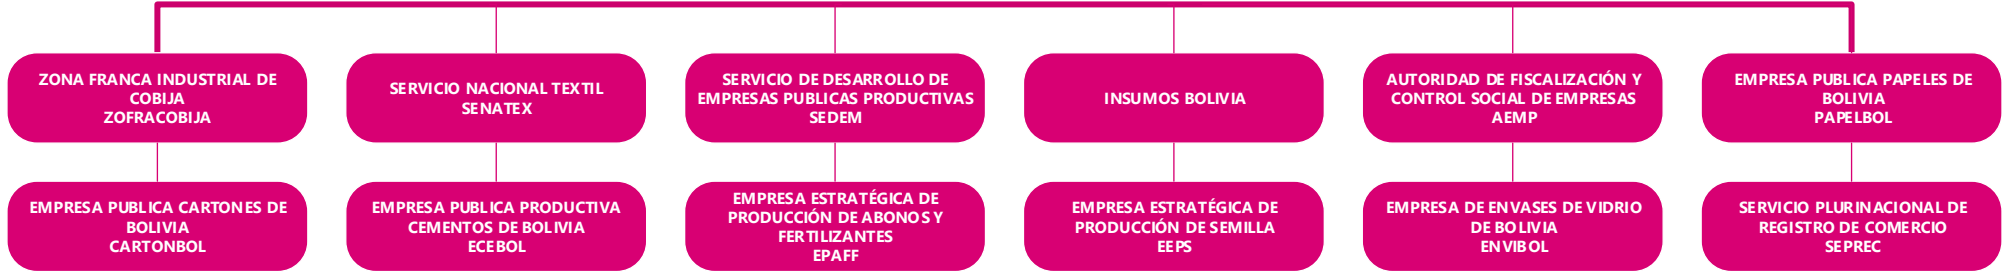 ZONA FRANCA INDUSTRIAL DE
COBIJA
ZOFRACOBIJA
SERVICIO NACIONAL TEXTIL
SENATEX
SERVICIO DE DESARROLLO DE
EMPRESAS PUBLICAS PRODUCTIVAS
SEDEM
INSUMOS BOLIVIA
AUTORIDAD DE FISCALIZACIÓN Y
CONTROL SOCIAL DE EMPRESAS
AEMP
EMPRESA PUBLICA PAPELES DE
BOLIVIA
PAPELBOL
EMPRESA PUBLICA CARTONES DE
BOLIVIA
CARTONBOL
EMPRESA PUBLICA PRODUCTIVA
CEMENTOS DE BOLIVIA
ECEBOL
EMPRESA ESTRATÉGICA DE
PRODUCCIÓN DE ABONOS Y
FERTILIZANTES
EPAFF
EMPRESA ESTRATÉGICA DE
PRODUCCIÓN DE SEMILLA
EEPS
EMPRESA DE ENVASES DE VIDRIO
DE BOLIVIA
ENVIBOL
SERVICIO PLURINACIONAL DE
REGISTRO DE COMERCIO
SEPREC